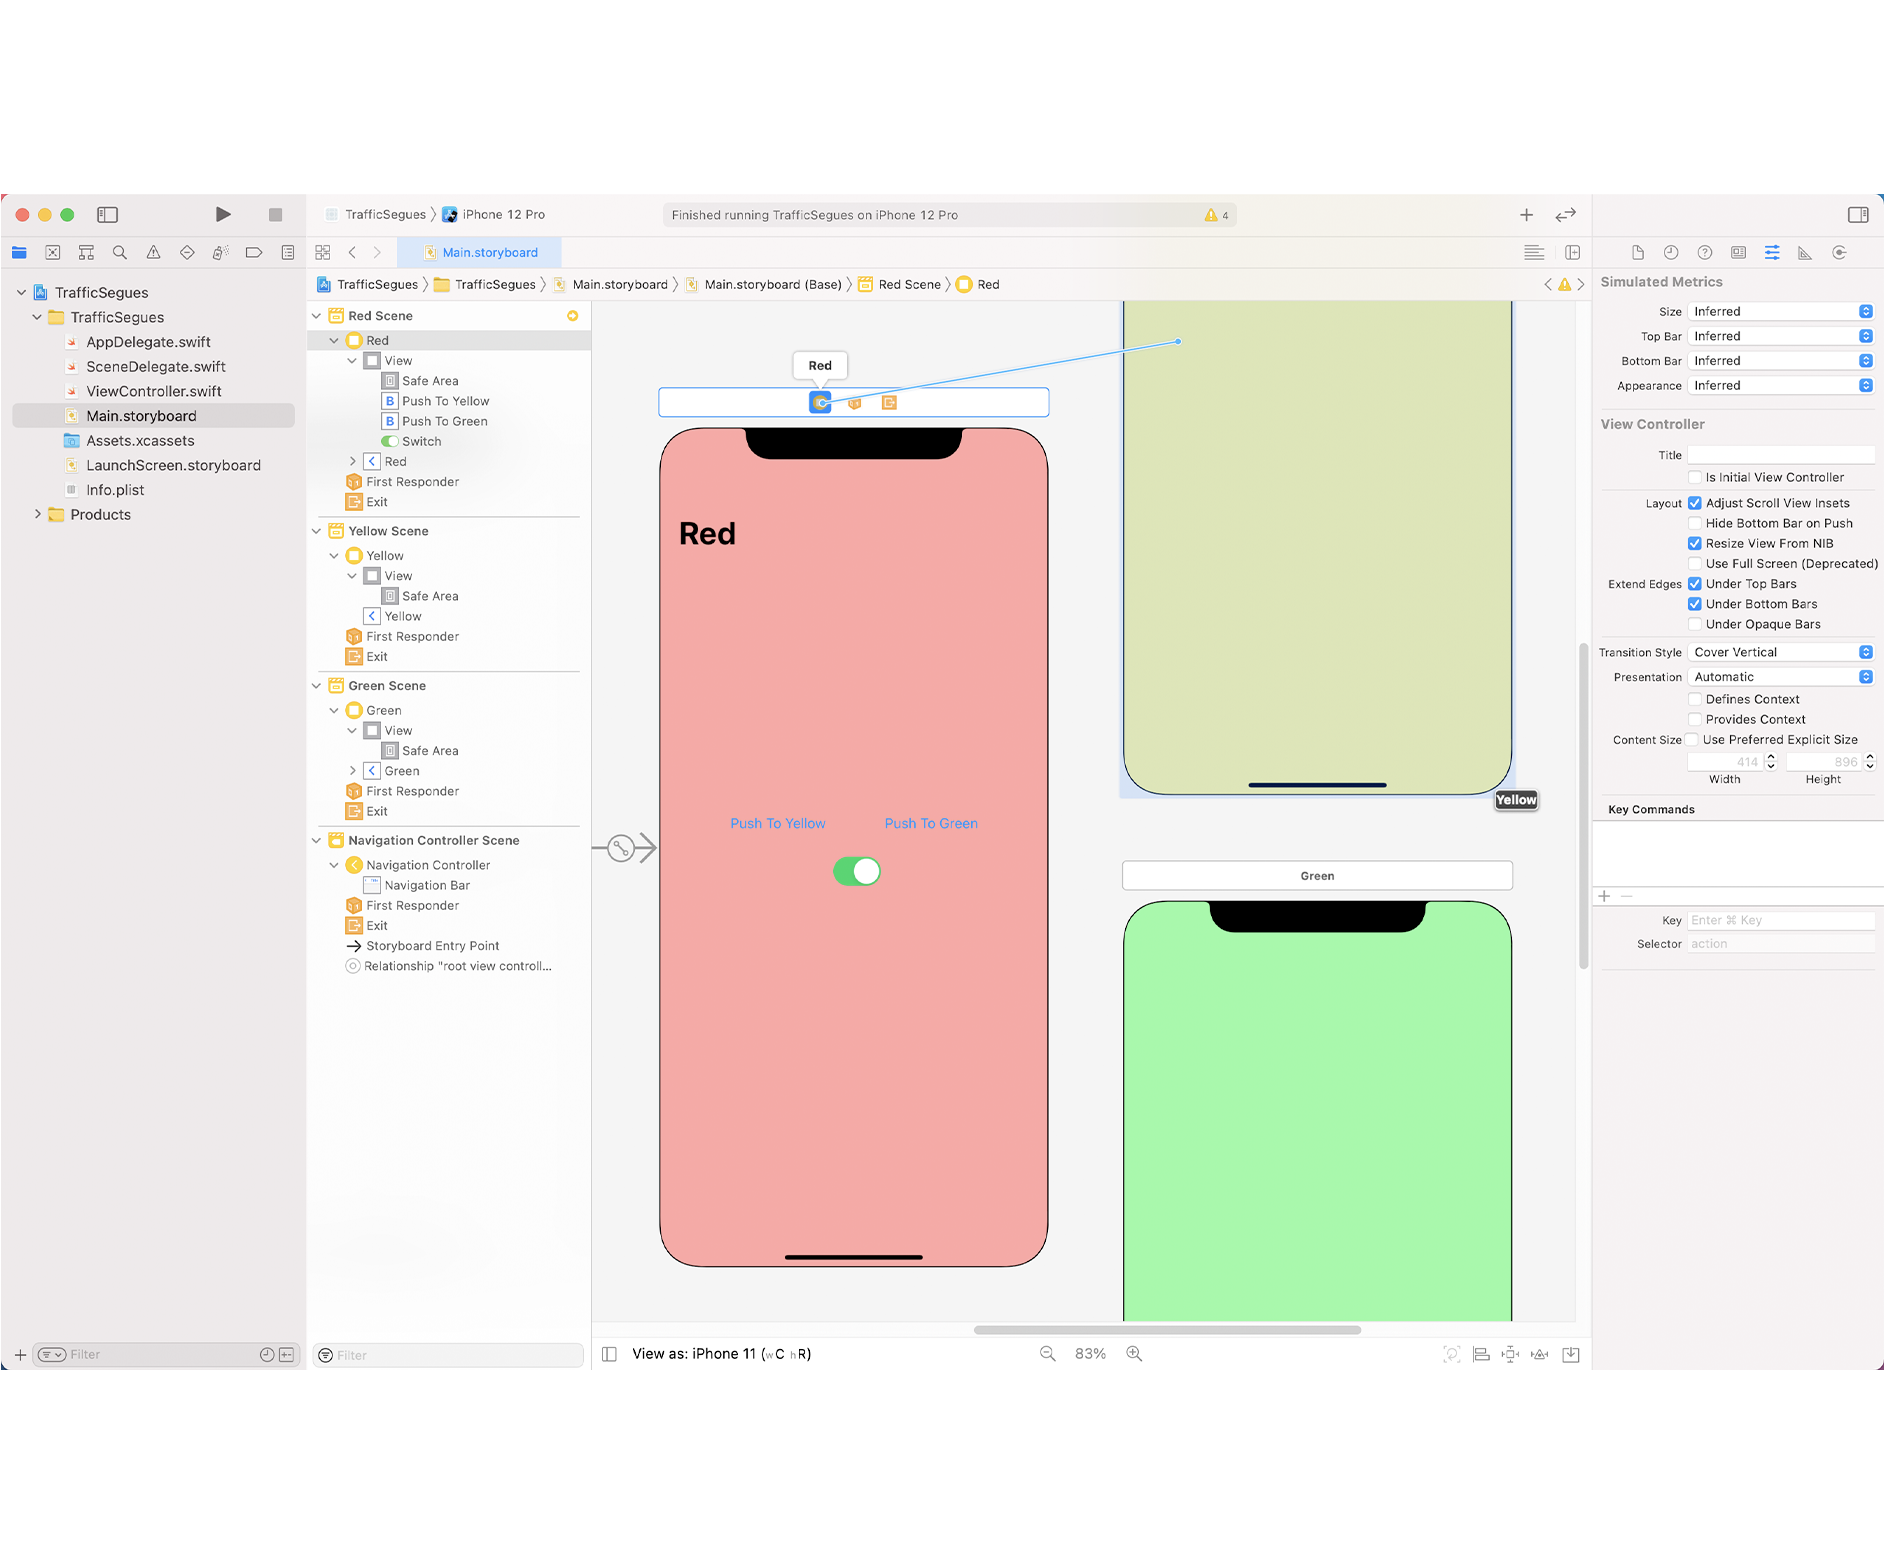 TrafficSegues
iPhone 12 Pro
Finished running TrafficSegues on iPhone 12 Pro
4
Main.storyboard
TrafficSegues
TrafficSegues
Main.storyboard
Main.storyboard (Base)
Red Scene
Red
TrafficSegues
TrafficSegues
AppDelegate.swift
SceneDelegate.swift
ViewController.swift
Main.storyboard
Assets.xcassets
LaunchScreen.storyboard
Info.plist
Products
Filter
Red Scene
Red
View
Safe Area
B Push To Yellow
B Push To Green
Switch
Red
First Responder
Exit
Yellow Scene
Yellow
View
Safe Area
Yellow
First Responder
Exit
Green Scene
Green
View
Safe Area
Green
First Responder
Exit
Navigation Controller Scene
Navigation Controller
Navigation Bar
First Responder
Exit
Storyboard Entry Point
Relationship "root view controll...
Filter
Red
Red
Push To Yellow
Push To Green
Yellow
Green
View as: iPhone 11 (wC hR)
83%
Simulated Metrics
Size Inferred
Top Bar Inferred
Bottom Bar Inferred
Appearance Inferred
View Controller
Title
Is Initial View Controller
Layout Adjust Scroll View Insets
Hide Bottom Bar on Push
Resize View From NIB
Use Full Screen (Deprecated)
Extend Edges Under Top Bars
Under Bottom Bars
Under Opaque Bars
Transition Style Cover Vertical
Presentation Automatic
Defines Context
Provides Context
Content Size Use Preferred Explicit Size
414 896
Width Height
Key Commands
Key Enter ⌘ Key
Selector action